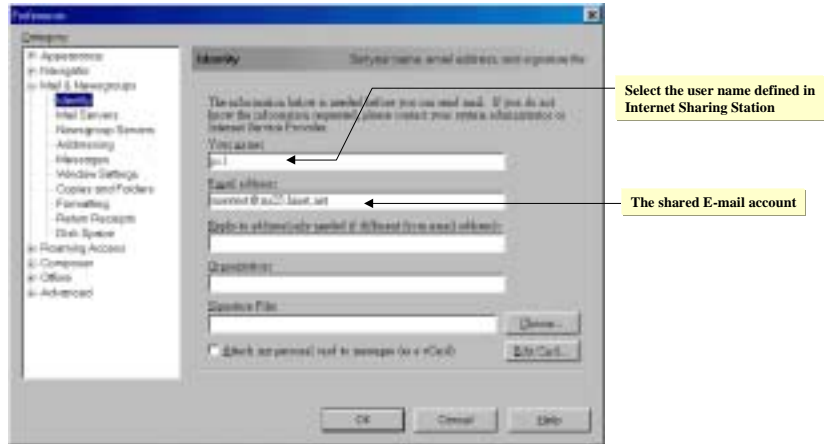 Preferences
Category:
Appearance
Navigator
Mail & Newsgroups
Identity
Mail Servers
Newsgroup Servers
Addressing
Messages
Window Settings
Copies and Folders
Formatting
Return Receipts
Disk Space
Roaming Access
Composer
Offline
Advanced
Identity
Set your name, email address, and signature file
The information below is needed before you can send mail. If you do not
know the information requested, please contact your system administrator or
Internet Service Provider.
Your name:
Email address:
Reply-to address(only needed if different from email address):
Organization:
Signature File:
Choose...
Attach my personal card to messages (as a vCard)
Edit Card...
OK
Cancel
Help
Select the user name defined in
Internet Sharing Station
The shared E-mail account